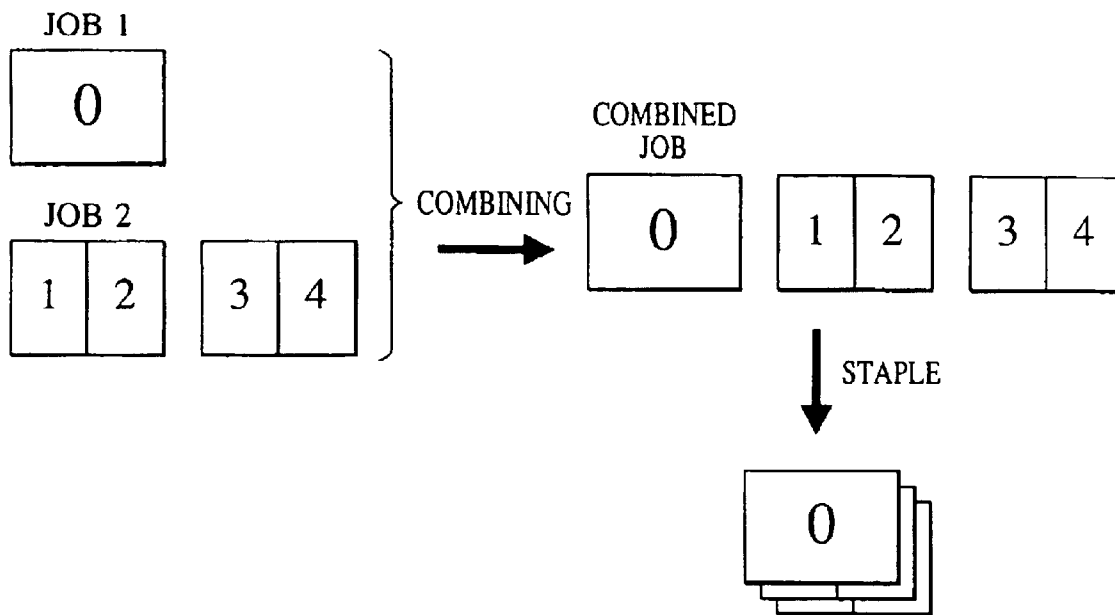 JOB 1
0
JOB 2
1 2 3 4
COMBINING
COMBINED
JOB
0 1 2 3 4
STAPLE
0